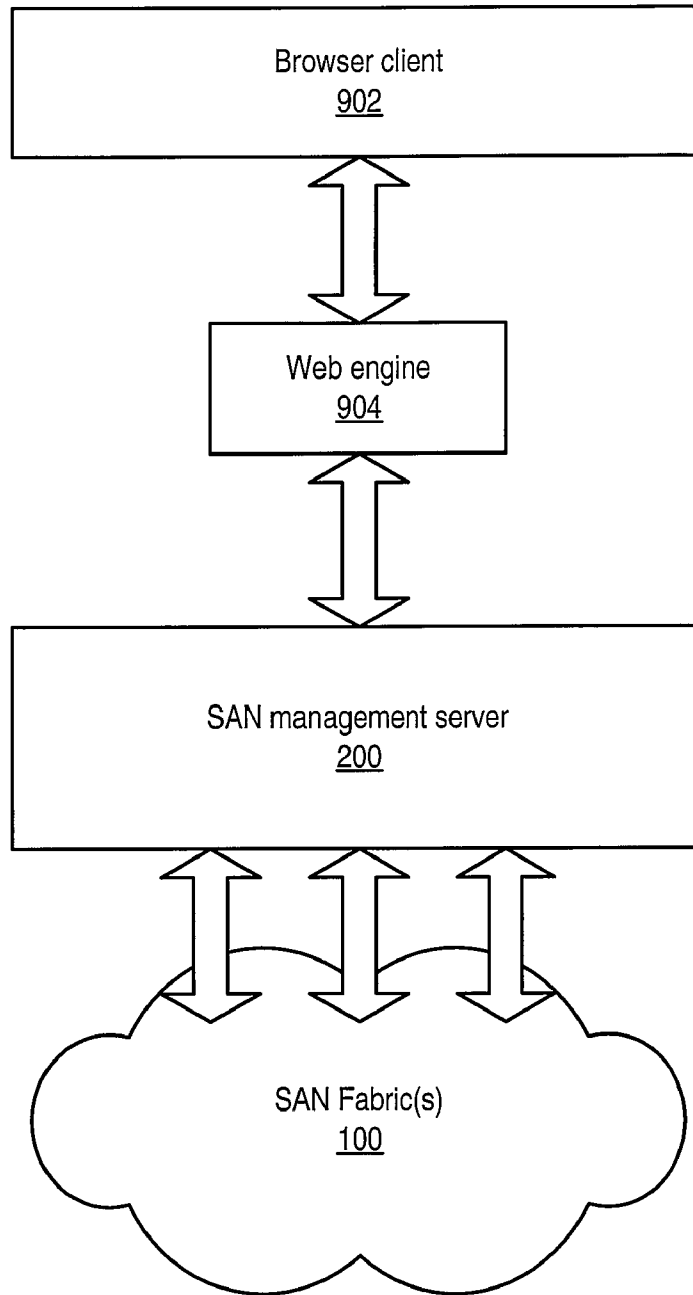 Browser client
902
Web engine
904
SAN management server
200
SAN Fabric(s)
100